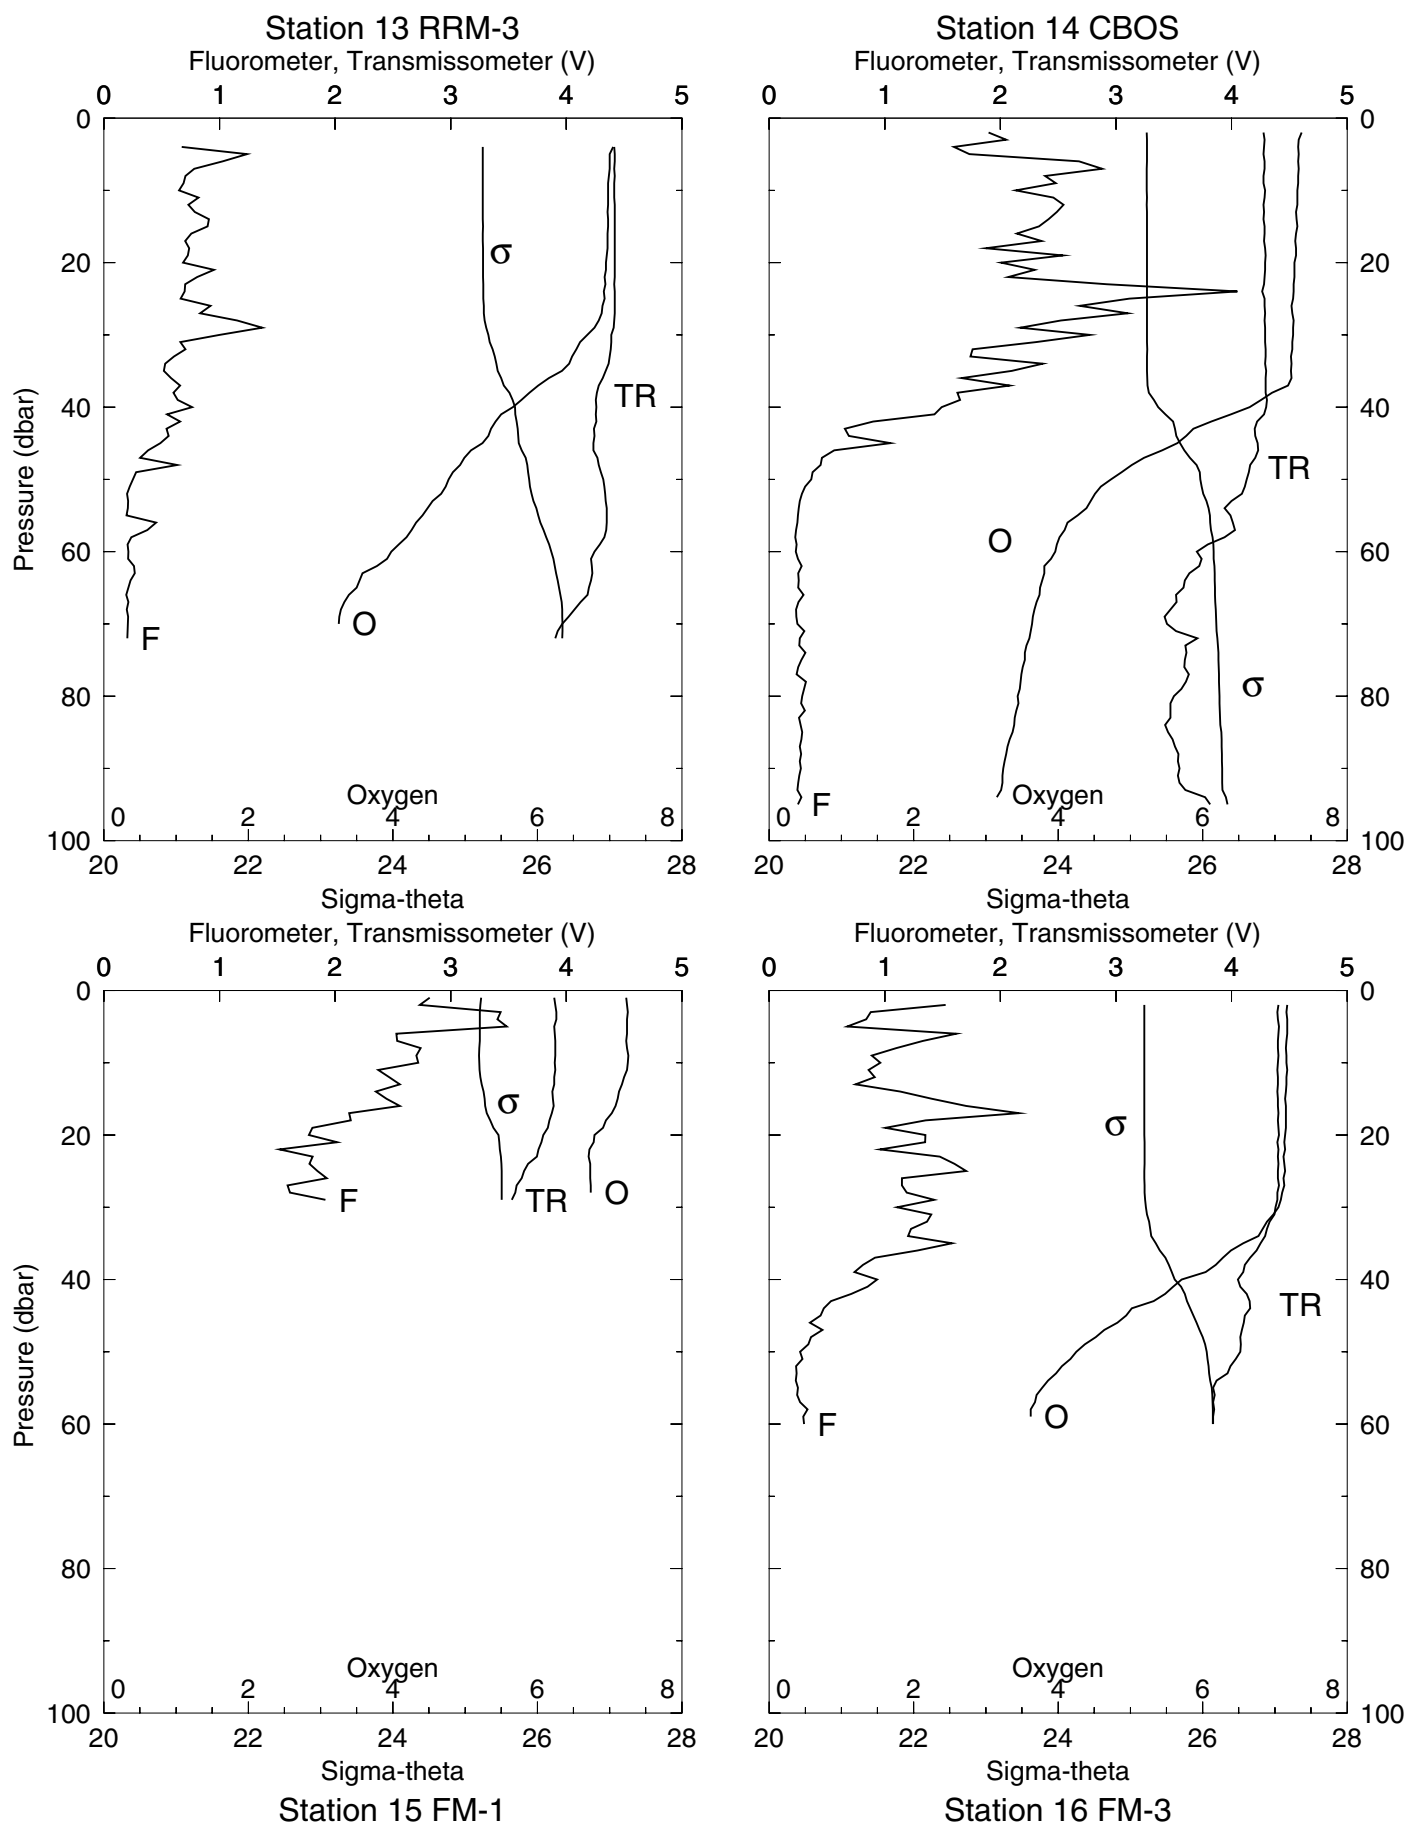 Station 13 RRM-3
Fluorometer, Transmissometer (V)
0 1 2 3 4 5
0
20
40
60
80
100
Pressure (dbar)
σ
TR
O
F
Oxygen
0 2 4 6 8
20 22 24 26 28
Sigma-theta
Station 14 CBOS
Fluorometer, Transmissometer (V)
0 1 2 3 4 5
0
20
40
60
80
100
TR
O
σ
F
Oxygen
0 2 4 6 8
20 22 24 26 28
Sigma-theta
Fluorometer, Transmissometer (V)
0 1 2 3 4 5
0
20
40
60
80
100
Pressure (dbar)
σ
F
TR
O
Oxygen
0 2 4 6 8
20 22 24 26 28
Sigma-theta
Station 15 FM-1
Fluorometer, Transmissometer (V)
0 1 2 3 4 5
0
20
40
60
80
100
σ
TR
O
F
Oxygen
0 2 4 6 8
20 22 24 26 28
Sigma-theta
Station 16 FM-3